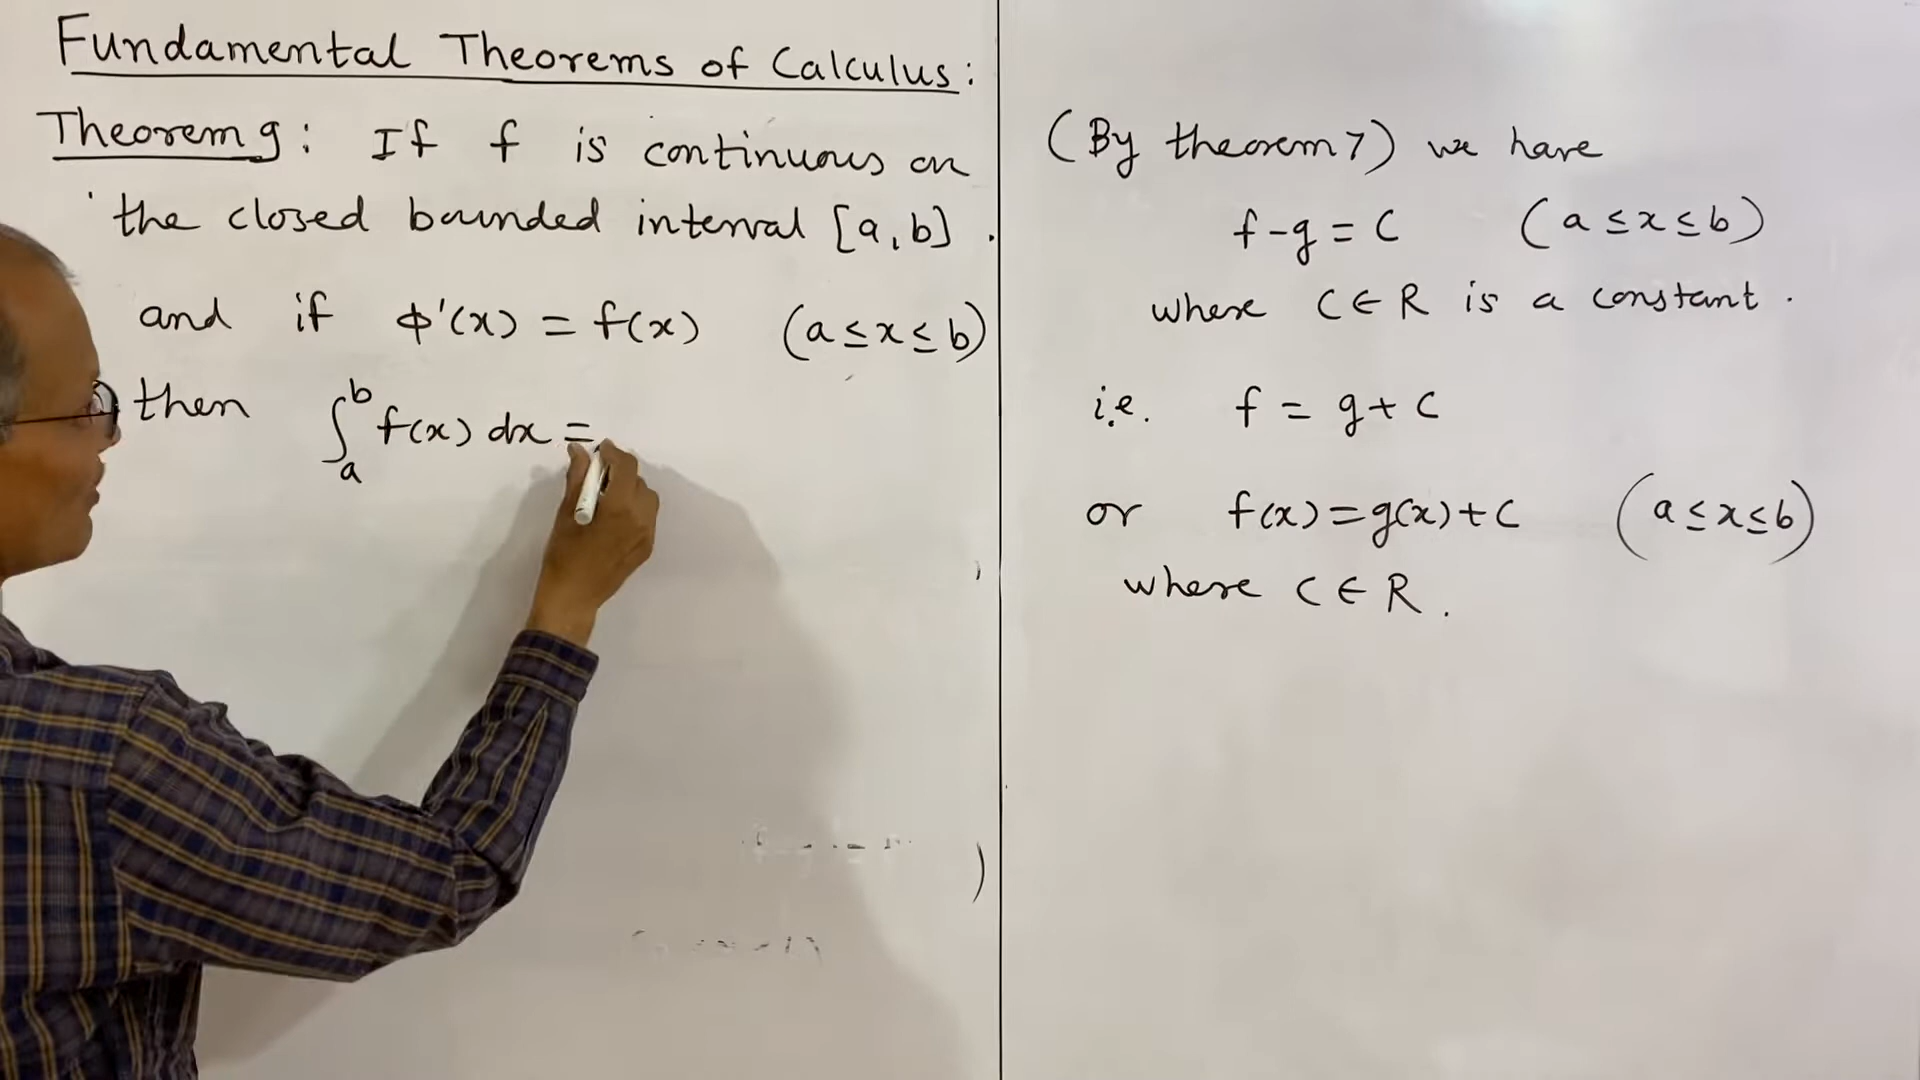 Fundamental Theorems of Calculus:
Theorem 9: If f is continuous on
the closed bounded interval [a,b].
and if ϕ'(x) = f(x) (a≤x≤b)
then ∫_a^b f(x) dx =
)
(By theorem 7) we have
f-g = C (a≤x≤b)
where C∈R is a constant.
i.e. f = g+C
or f(x)=g(x)+C (a≤x≤b)
where C∈R.